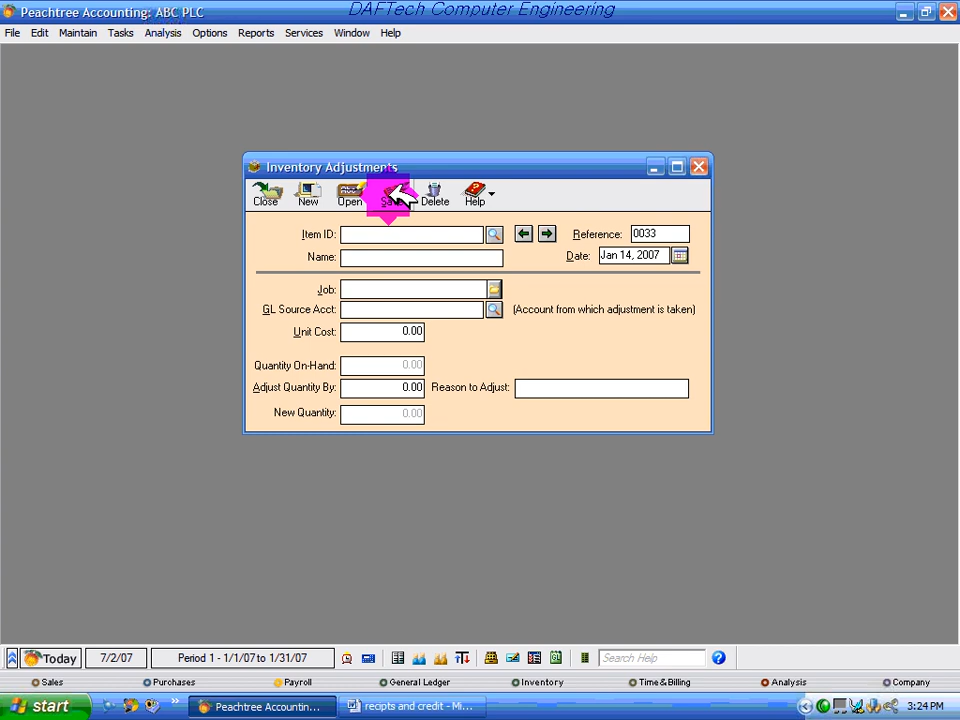 Peachtree Accounting: ABC PLC
DAFTech Computer Engineering
File Edit Maintain Tasks Analysis Options Reports Services Window Help
Inventory Adjustments
Close New Open Save Delete Help
Item ID: Reference: 0033
Name: Date: Jan 14, 2007
Job:
GL Source Acct: (Account from which adjustment is taken)
Unit Cost: 0.00
Quantity On-Hand: 0.00
Adjust Quantity By: 0.00 Reason to Adjust:
New Quantity: 0.00
Today 7/2/07 Period 1 - 1/1/07 to 1/31/07 Search Help
Sales Purchases Payroll General Ledger Inventory Time & Billing Analysis Company
start Peachtree Accountin... recipts and credit - Mi... 3:24 PM